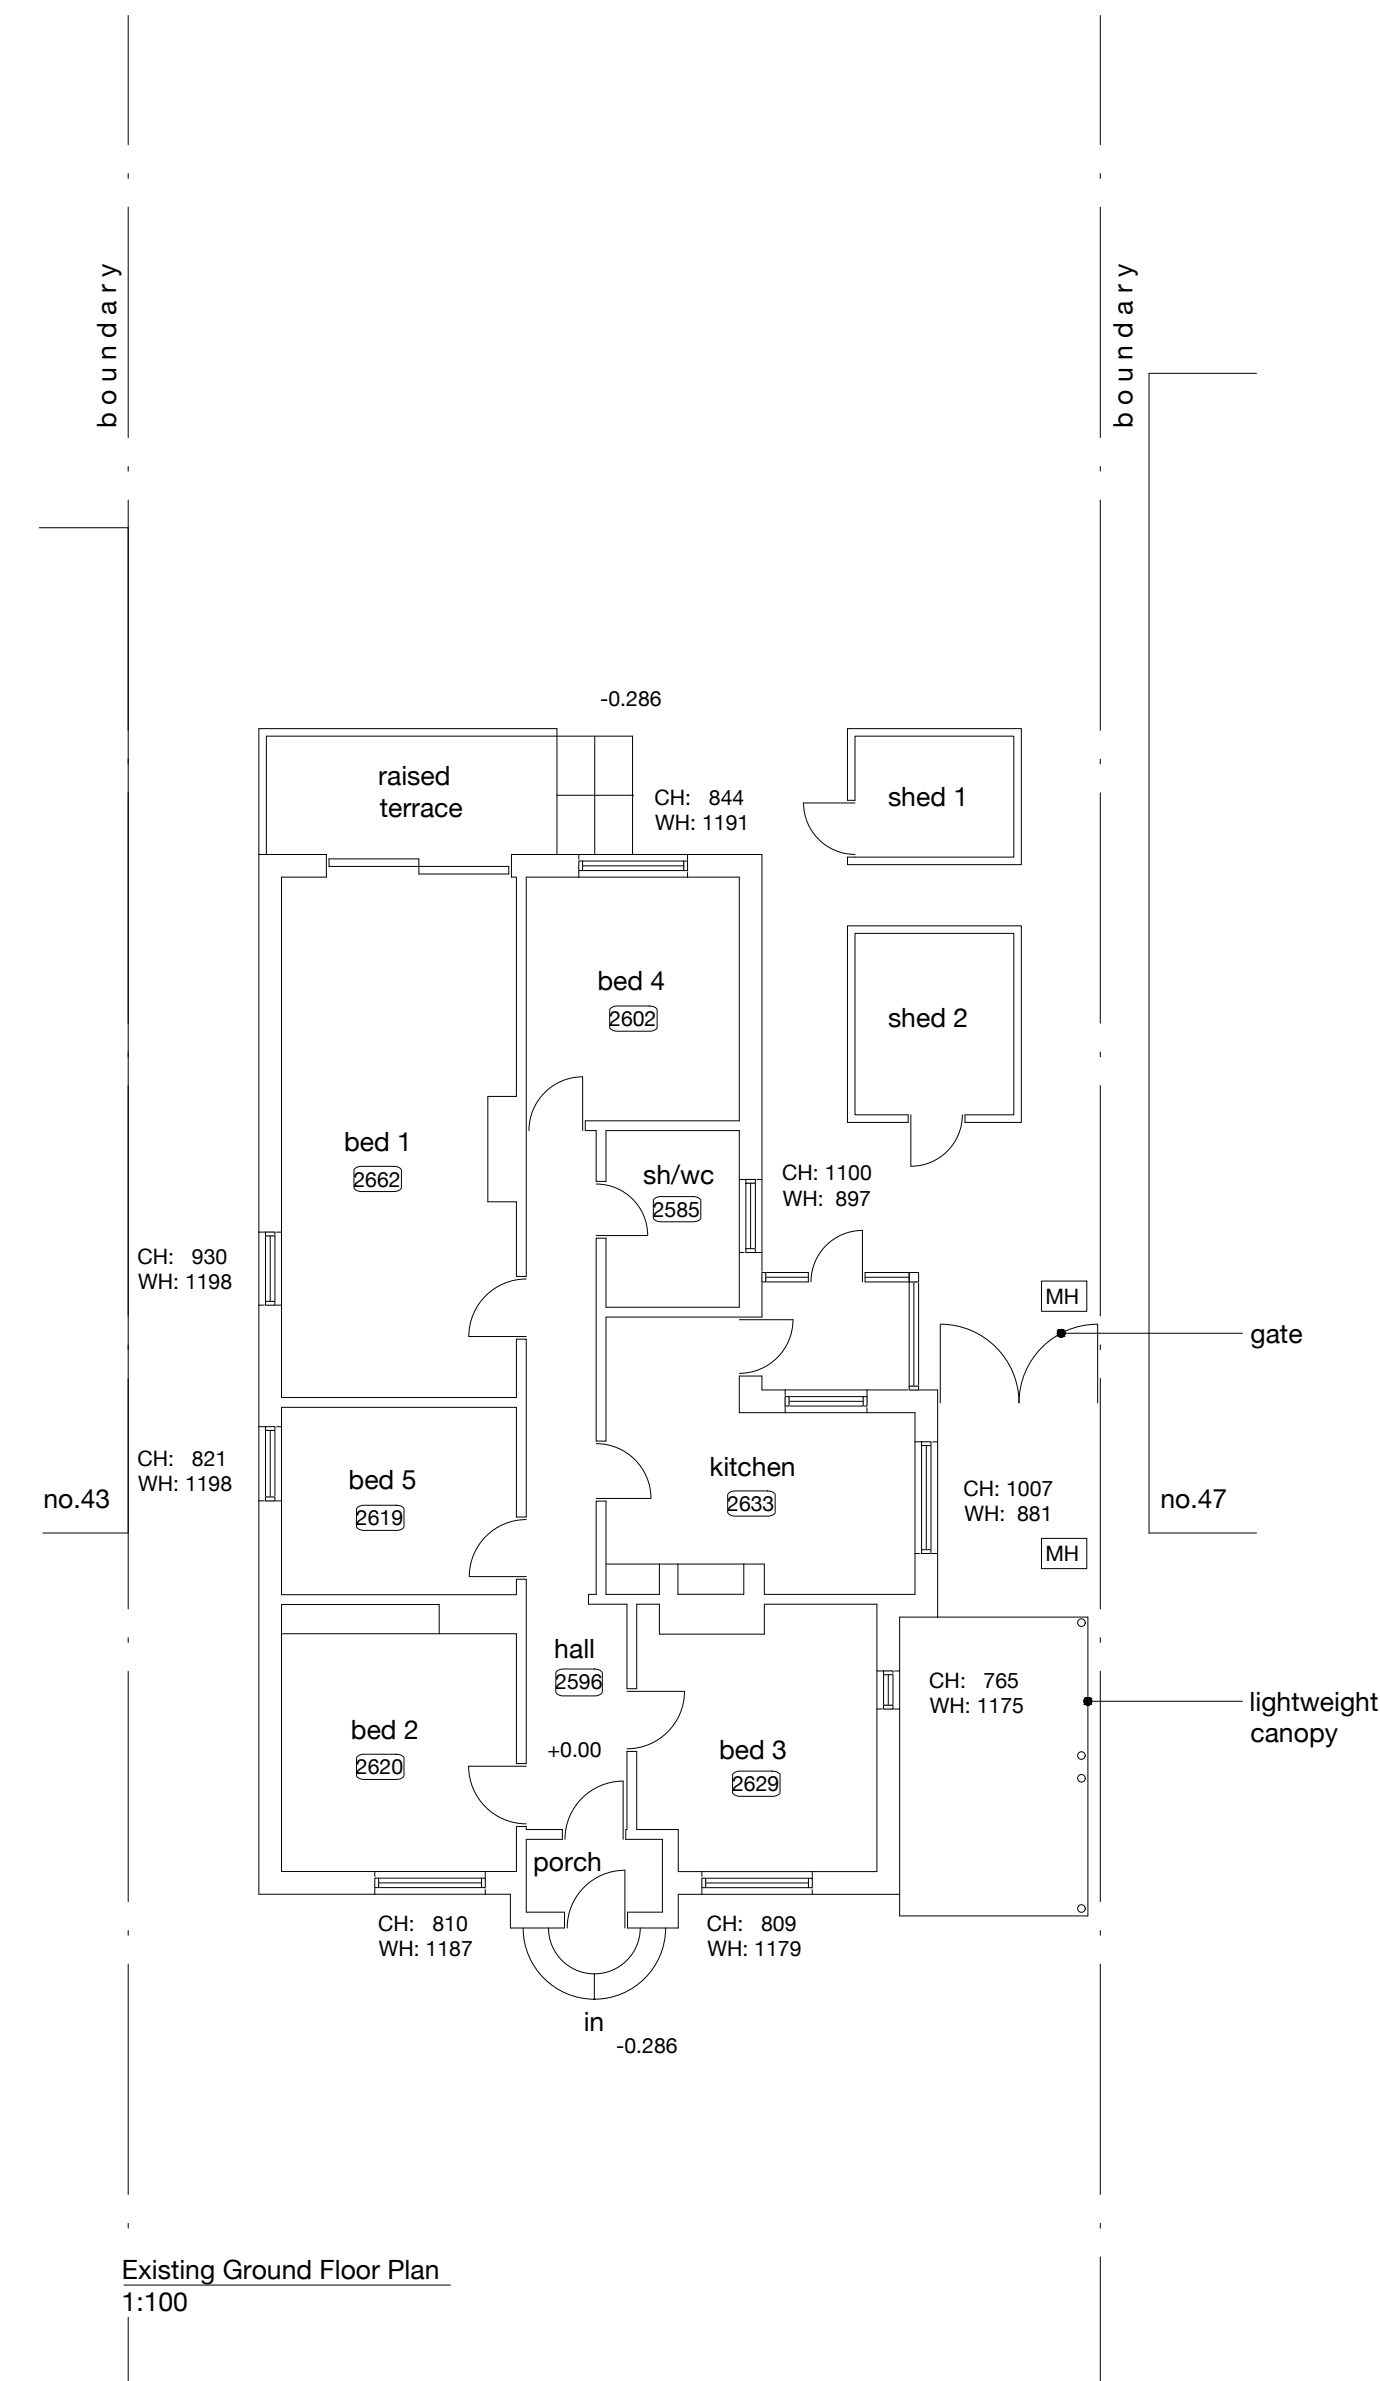 boundary
boundary
-0.286
raised
terrace
CH: 844
WH: 1191
shed 1
bed 4
2602
shed 2
bed 1
2662
sh/wc
2585
CH: 1100
WH: 897
CH: 930
WH: 1198
MH
gate
CH: 821
WH: 1198
no.43
bed 5
2619
kitchen
2633
CH: 1007
WH: 881
no.47
MH
hall
2596
CH: 765
WH: 1175
lightweight
canopy
bed 2
2620
+0.00
bed 3
2629
porch
CH: 810
WH: 1187
CH: 809
WH: 1179
in
-0.286
Existing Ground Floor Plan
1:100